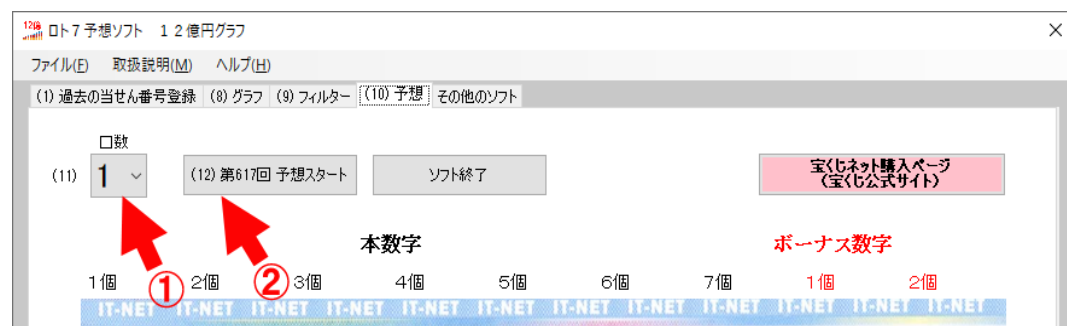 12億 ロト７予想ソフト １２億円グラフ
ファイル(F) 取扱説明(M) ヘルプ(H)
(1) 過去の当せん番号登録 (8) グラフ (9) フィルター (10) 予想 その他のソフト
口数
(11) 1 (12) 第617回 予想スタート ソフト終了 宝くじネット購入ページ
（宝くじ公式サイト）
① ②
本数字 ボーナス数字
1個 2個 3個 4個 5個 6個 7個 1個 2個
IT-NET IT-NET IT-NET IT-NET IT-NET IT-NET IT-NET IT-NET IT-NET IT-NET IT-NET IT-NET